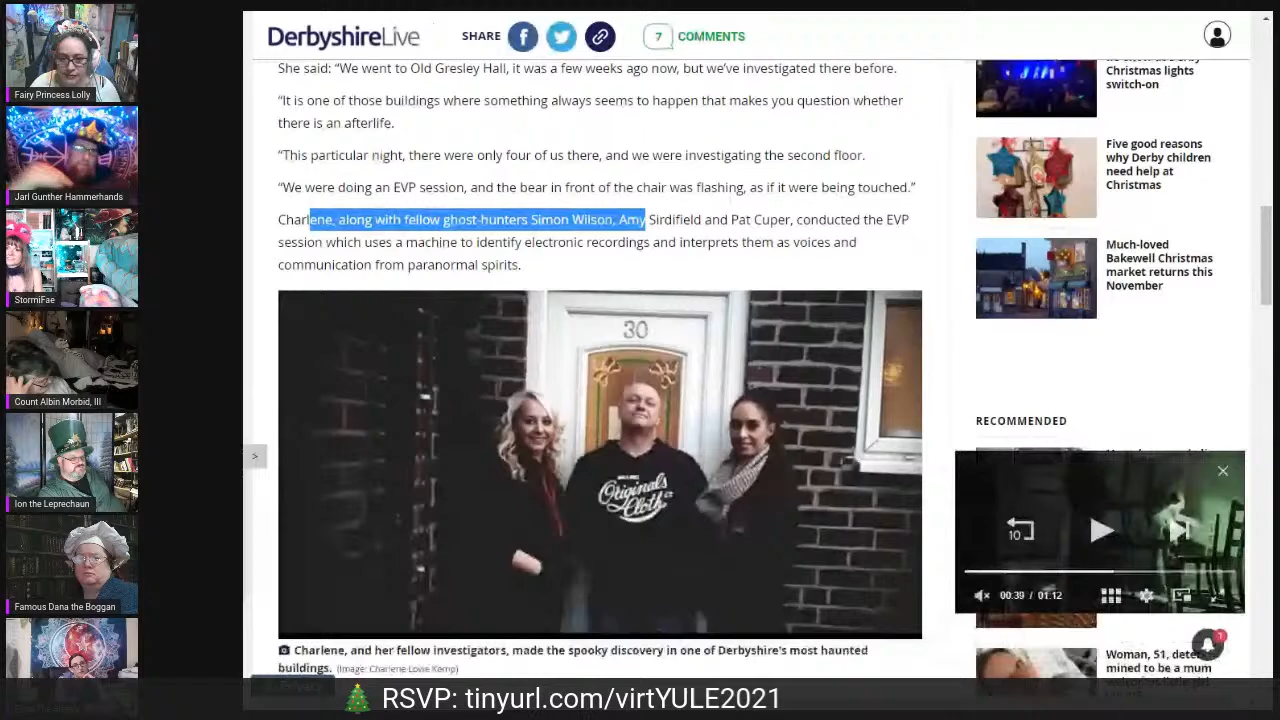 Fairy Princess Lolly
Jarl Gunther Hammerhands
StormiFae
Count Albin Morbid, III
Ion the Leprechaun
Famous Dana the Boggan
DerbyshireLive
SHARE
7 COMMENTS
She said: “We went to Old Gresley Hall, it was a few weeks ago now, but we’ve investigated there before.
“It is one of those buildings where something always seems to happen that makes you question whether
there is an afterlife.
“This particular night, there were only four of us there, and we were investigating the second floor.
“We were doing an EVP session, and the bear in front of the chair was flashing, as if it were being touched.”
Charlene, along with fellow ghost-hunters Simon Wilson, Amy Sirdifield and Pat Cuper, conducted the EVP
session which uses a machine to identify electronic recordings and interprets them as voices and
communication from paranormal spirits.
30
Originals
Cloth
Charlene, and her fellow investigators, made the spooky discovery in one of Derbyshire's most haunted
buildings. (Image: Charlene Lowe Kemp)
Christmas lights
switch-on
Five good reasons
why Derby children
need help at
Christmas
Much-loved
Bakewell Christmas
market returns this
November
RECOMMENDED
>
10
00:39 / 01:12
1
Woman, 51, deter
mined to be a mum
RSVP: tinyurl.com/virtYULE2021